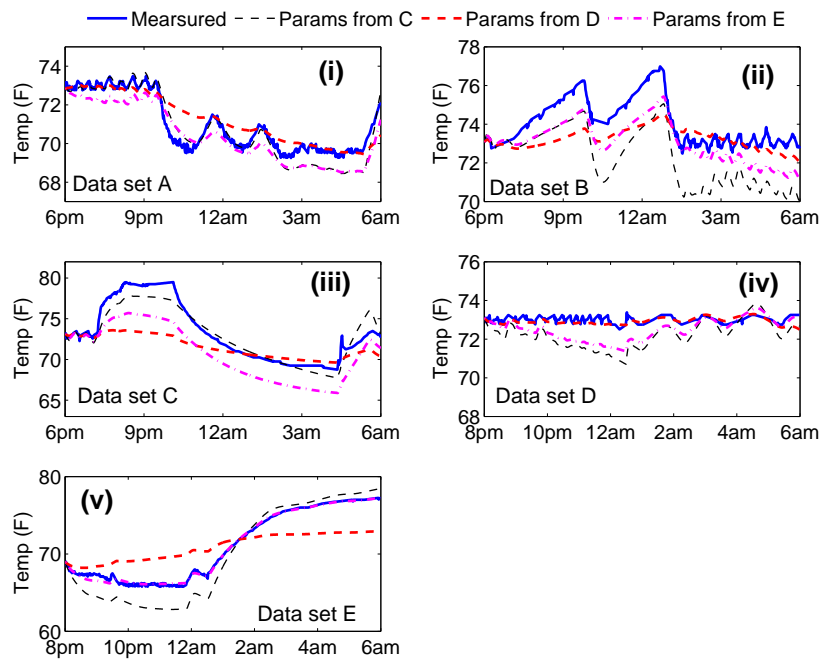 Mearsured Params from C Params from D Params from E
(i)
Temp (F)
74
72
70
68
6pm 9pm 12am 3am 6am
Data set A
(ii)
Temp (F)
78
76
74
72
70
6pm 9pm 12am 3am 6am
Data set B
(iii)
Temp (F)
80
75
70
65
6pm 9pm 12am 3am 6am
Data set C
(iv)
Temp (F)
76
74
72
70
68
8pm 10pm 12am 2am 4am 6am
Data set D
(v)
Temp (F)
80
70
60
8pm 10pm 12am 2am 4am 6am
Data set E